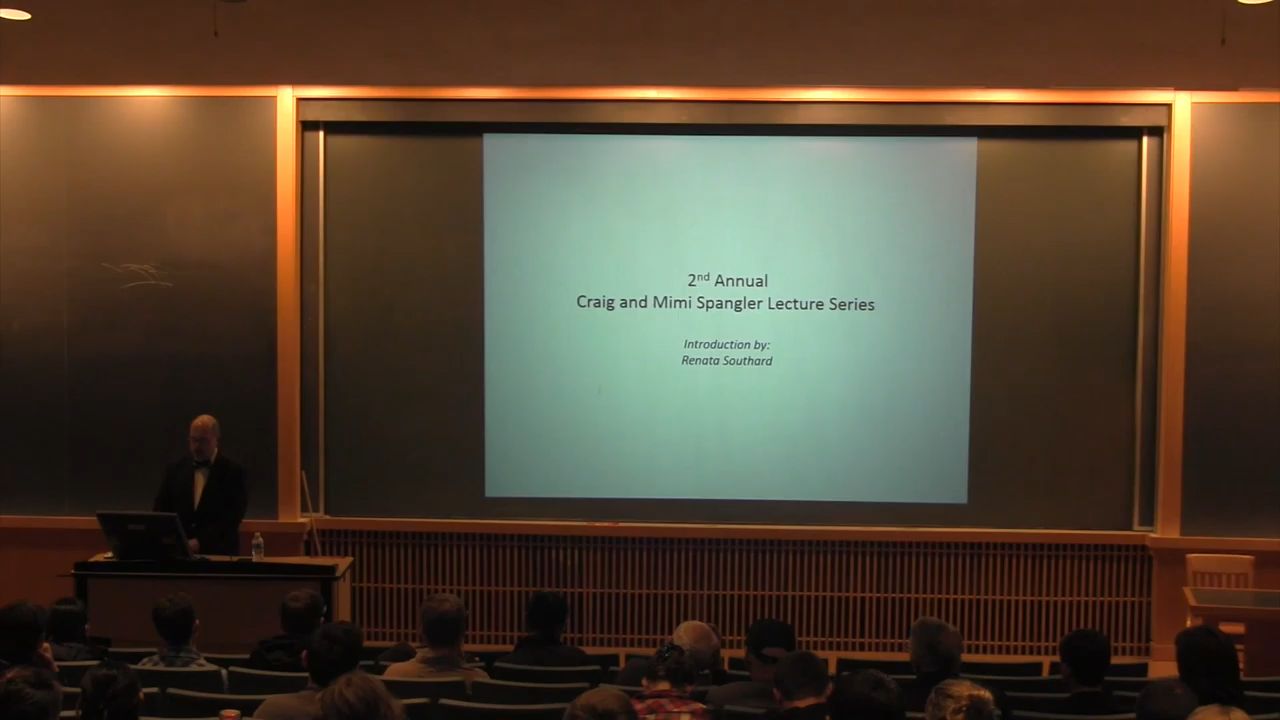 2nd Annual
Craig and Mimi Spangler Lecture Series
Introduction by:
Renata Southard